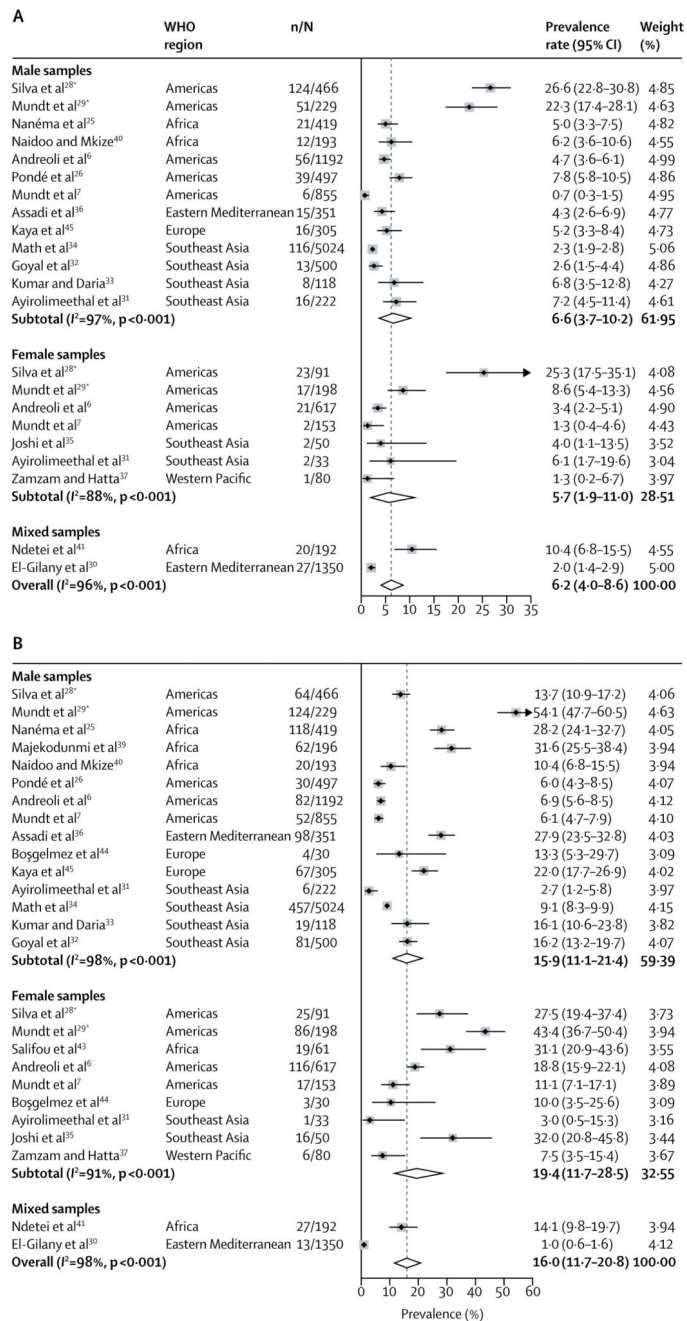 A
WHO region n/N Prevalence rate (95% CI) Weight (%)
Male samples
Silva et al28* Americas 124/466 26·6 (22·8–30·8) 4·85
Mundt et al29* Americas 51/229 22·3 (17·4–28·1) 4·63
Nanéma et al25 Africa 21/419 5·0 (3·3–7·5) 4·82
Naidoo and Mkize40 Africa 12/193 6·2 (3·6–10·6) 4·55
Andreoli et al6 Americas 56/1192 4·7 (3·6–6·1) 4·99
Pondé et al26 Americas 39/497 7·8 (5·8–10·5) 4·86
Mundt et al7 Americas 6/855 0·7 (0·3–1·5) 4·95
Assadi et al36 Eastern Mediterranean 15/351 4·3 (2·6–6·9) 4·77
Kaya et al45 Europe 16/305 5·2 (3·3–8·4) 4·73
Math et al34 Southeast Asia 116/5024 2·3 (1·9–2·8) 5·06
Goyal et al32 Southeast Asia 13/500 2·6 (1·5–4·4) 4·86
Kumar and Daria33 Southeast Asia 8/118 6·8 (3·5–12·8) 4·27
Ayirolimeethal et al31 Southeast Asia 16/222 7·2 (4·5–11·4) 4·61
Subtotal (I2=97%, p<0·001) 6·6 (3·7–10·2) 61·95
Female samples
Silva et al28* Americas 23/91 25·3 (17·5–35·1) 4·08
Mundt et al29* Americas 17/198 8·6 (5·4–13·3) 4·56
Andreoli et al6 Americas 21/617 3·4 (2·2–5·1) 4·90
Mundt et al7 Americas 2/153 1·3 (0·4–4·6) 4·43
Joshi et al35 Southeast Asia 2/50 4·0 (1·1–13·5) 3·52
Ayirolimeethal et al31 Southeast Asia 2/33 6·1 (1·7–19·6) 3·04
Zamzam and Hatta37 Western Pacific 1/80 1·3 (0·2–6·7) 3·97
Subtotal (I2=88%, p<0·001) 5·7 (1·9–11·0) 28·51
Mixed samples
Ndetei et al41 Africa 20/192 10·4 (6·8–15·5) 4·55
El-Gilany et al30 Eastern Mediterranean 27/1350 2·0 (1·4–2·9) 5·00
Overall (I2=96%, p<0·001) 6·2 (4·0–8·6) 100·00
0 5 10 15 20 25 30 35
B
Male samples
Silva et al28* Americas 64/466 13·7 (10·9–17·2) 4·06
Mundt et al29* Americas 124/229 54·1 (47·7–60·5) 4·63
Nanéma et al25 Africa 118/419 28·2 (24·1–32·7) 4·05
Majekodunmi et al39 Africa 62/196 31·6 (25·5–38·4) 3·94
Naidoo and Mkize40 Africa 20/193 10·4 (6·8–15·5) 3·94
Pondé et al26 Americas 30/497 6·0 (4·3–8·5) 4·07
Andreoli et al6 Americas 82/1192 6·9 (5·6–8·5) 4·12
Mundt et al7 Americas 52/855 6·1 (4·7–7·9) 4·10
Assadi et al36 Eastern Mediterranean 98/351 27·9 (23·5–32·8) 4·03
Boşgelmez et al44 Europe 4/30 13·3 (5·3–29·7) 3·09
Kaya et al45 Europe 67/305 22·0 (17·7–26·9) 4·02
Ayirolimeethal et al31 Southeast Asia 6/222 2·7 (1·2–5·8) 3·97
Math et al34 Southeast Asia 457/5024 9·1 (8·3–9·9) 4·15
Kumar and Daria33 Southeast Asia 19/118 16·1 (10·6–23·8) 3·82
Goyal et al32 Southeast Asia 81/500 16·2 (13·2–19·7) 4·07
Subtotal (I2=98%, p<0·001) 15·9 (11·1–21·4) 59·39
Female samples
Silva et al28* Americas 25/91 27·5 (19·4–37·4) 3·73
Mundt et al29* Americas 86/198 43·4 (36·7–50·4) 3·94
Salifou et al43 Africa 19/61 31·1 (20·9–43·6) 3·55
Andreoli et al6 Americas 116/617 18·8 (15·9–22·1) 4·08
Mundt et al7 Americas 17/153 11·1 (7·1–17·1) 3·89
Boşgelmez et al44 Europe 3/30 10·0 (3·5–25·6) 3·09
Ayirolimeethal et al31 Southeast Asia 1/33 3·0 (0·5–15·3) 3·16
Joshi et al35 Southeast Asia 16/50 32·0 (20·8–45·8) 3·44
Zamzam and Hatta37 Western Pacific 6/80 7·5 (3·5–15·4) 3·67
Subtotal (I2=91%, p<0·001) 19·4 (11·7–28·5) 32·55
Mixed samples
Ndetei et al41 Africa 27/192 14·1 (9·8–19·7) 3·94
El-Gilany et al30 Eastern Mediterranean 13/1350 1·0 (0·6–1·6) 4·12
Overall (I2=98%, p<0·001) 16·0 (11·7–20·8) 100·00
0 10 20 30 40 50 60
Prevalence (%)